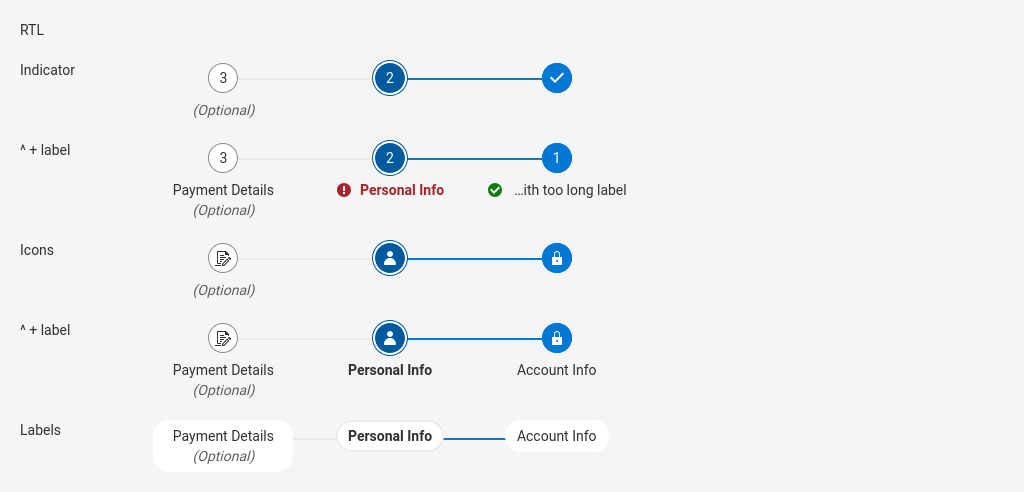 RTL
Indicator
3 2
(Optional)
^ + label
3 2 1
Payment Details Personal Info ...ith too long label
(Optional)
Icons
(Optional)
^ + label
Payment Details Personal Info Account Info
(Optional)
Labels
Payment Details Personal Info Account Info
(Optional)